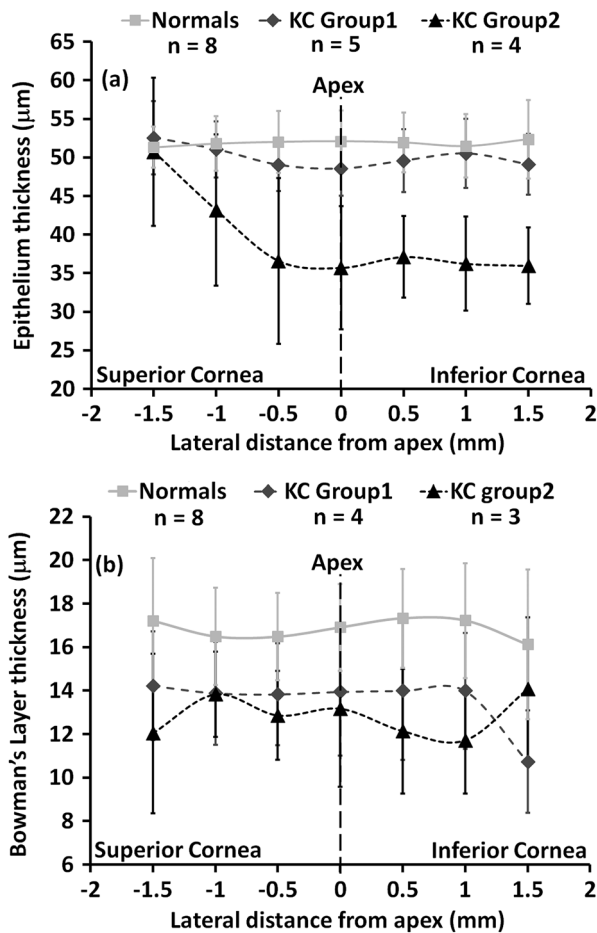 Normals KC Group1 KC Group2
n = 8 n = 5 n = 4
65
60
55
50
45
40
35
30
25
20
Epithelium thickness (µm)
(a)
Apex
Superior Cornea Inferior Cornea
-2 -1.5 -1 -0.5 0 0.5 1 1.5 2
Lateral distance from apex (mm)
Normals KC Group1 KC group2
n = 8 n = 4 n = 3
22
20
18
16
14
12
10
8
6
Bowman's Layer thickness (µm)
(b)
Apex
Superior Cornea Inferior Cornea
-2 -1.5 -1 -0.5 0 0.5 1 1.5 2
Lateral distance from apex (mm)